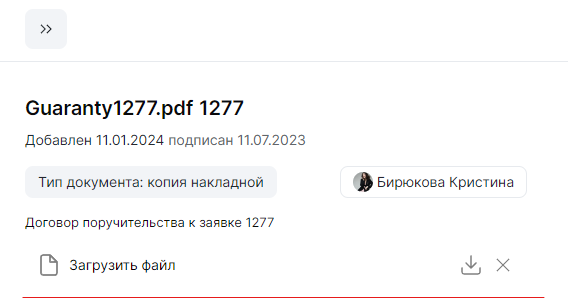 Guaranty1277.pdf 1277
Добавлен 11.01.2024 подписан 11.07.2023
Тип документа: копия накладной
Бирюкова Кристина
Договор поручительства к заявке 1277
Загрузить файл